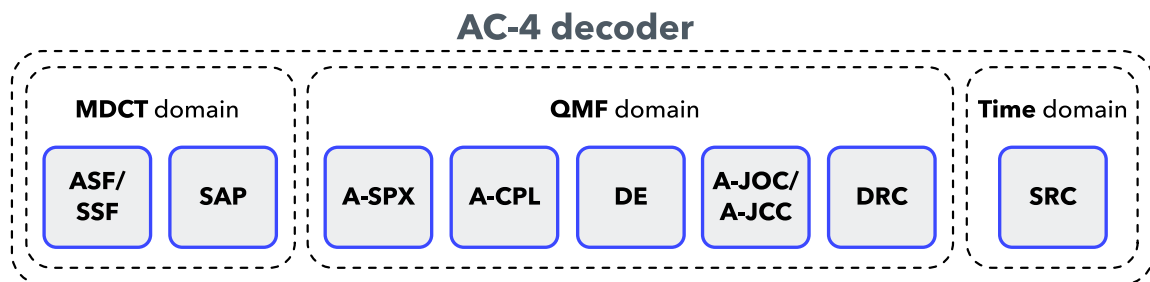 AC-4 decoder
MDCT domain
ASF/
SSF
SAP
QMF domain
A-SPX
A-CPL
DE
A-JOC/
A-JCC
DRC
Time domain
SRC